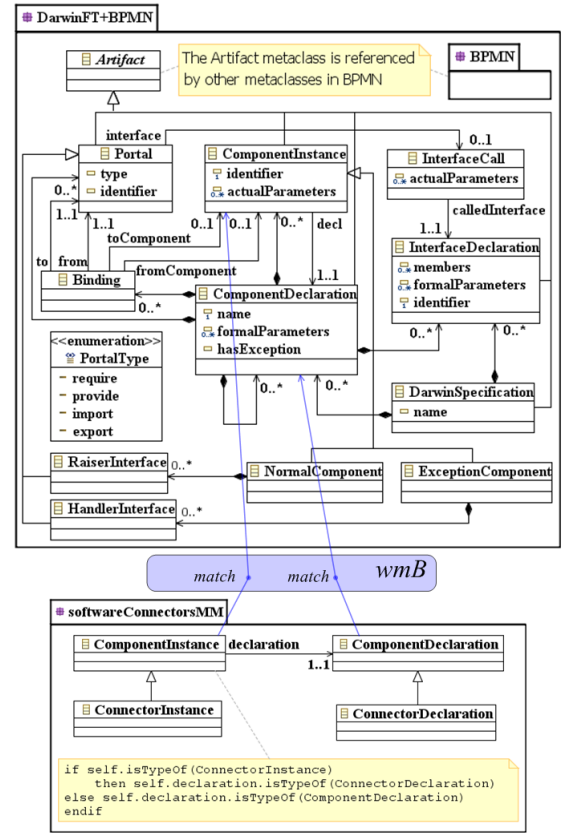 DarwinFT+BPMN
Artifact
The Artifact metaclass is referenced
by other metaclasses in BPMN
BPMN
interface
0..1
Portal
type
identifier
ComponentInstance
identifier
actualParameters
InterfaceCall
actualParameters
0..*
1..1
1..1
toComponent
0..1
0..1
0..*
decl
calledInterface
1..1
to
from
fromComponent
1..1
InterfaceDeclaration
members
formalParameters
identifier
Binding
0..*
ComponentDeclaration
name
formalParameters
hasException
0..*
0..*
<<enumeration>>
PortalType
require
provide
import
export
0..*
0..*
DarwinSpecification
name
RaiserInterface
0..*
NormalComponent
ExceptionComponent
HandlerInterface
0..*
match
match
wmB
softwareConnectorsMM
ComponentInstance
declaration
1..1
ComponentDeclaration
ConnectorInstance
ConnectorDeclaration
if self.isTypeOf(ConnectorInstance)
then self.declaration.isTypeOf(ConnectorDeclaration)
else self.declaration.isTypeOf(ComponentDeclaration)
endif